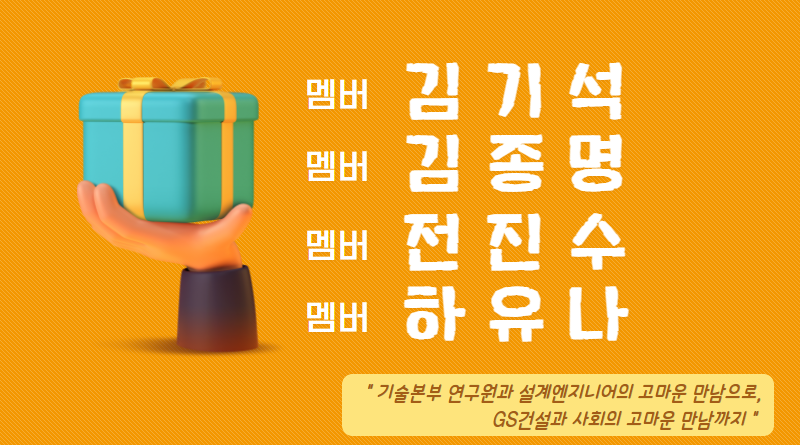 멤버 김 기 석
멤버 김 종 명
멤버 전 진 수
멤버 하 유 나
" 기술본부 연구원과 설계엔지니어의 고마운 만남으로,
GS건설과 사회의 고마운 만남까지 "